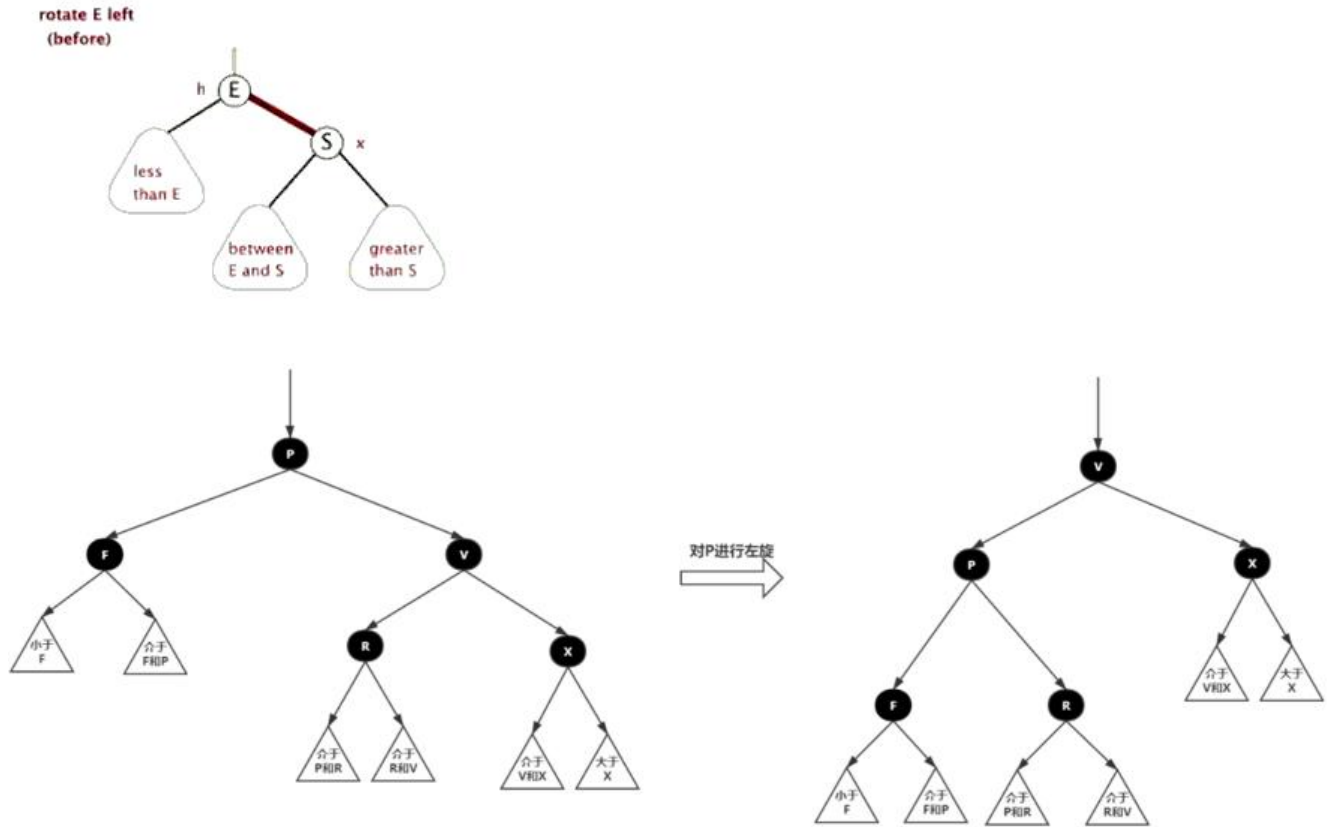 rotate E left
(before)
h
E
S
x
less
than E
between
E and S
greater
than S
P
F
V
小于
F
介于
F和P
R
X
介于
P和R
介于
R和V
介于
V和X
大于
X
对P进行左旋
V
P
X
介于
V和X
大于
X
F
R
小于
F
介于
F和P
介于
P和R
介于
R和V